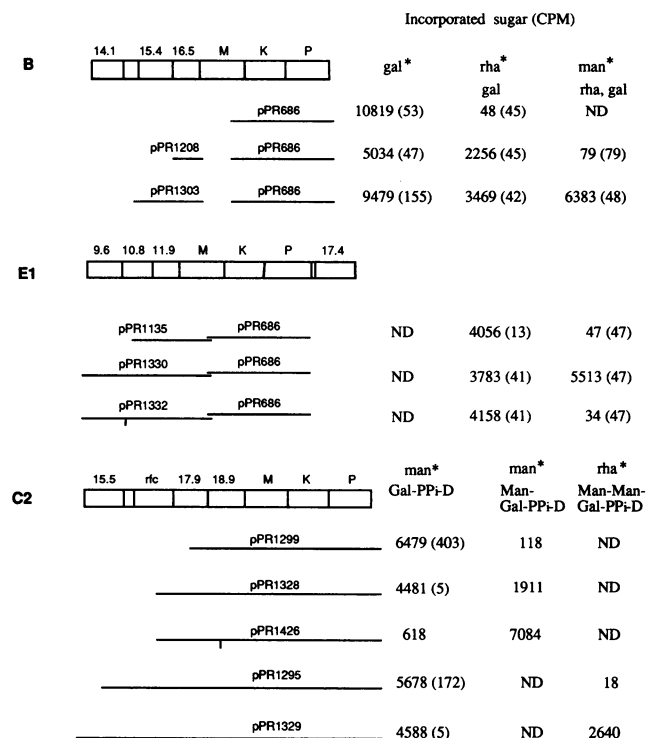 Incorporated sugar (CPM)
14.1 15.4 16.5 M K P
B
gal* rha* man*
gal rha, gal
pPR686 10819 (53) 48 (45) ND
pPR1208 pPR686 5034 (47) 2256 (45) 79 (79)
pPR1303 pPR686 9479 (155) 3469 (42) 6383 (48)
9.6 10.8 11.9 M K P 17.4
E1
pPR1135 pPR686 ND 4056 (13) 47 (47)
pPR1330 pPR686 ND 3783 (41) 5513 (47)
pPR1332 pPR686 ND 4158 (41) 34 (47)
15.5 rfc 17.9 18.9 M K P
C2
man* man* rha*
Gal-PPi-D Man- Man-Man-
Gal-PPi-D Gal-PPi-D
pPR1299 6479 (403) 118 ND
pPR1328 4481 (5) 1911 ND
pPR1426 618 7084 ND
pPR1295 5678 (172) ND 18
pPR1329 4588 (5) ND 2640